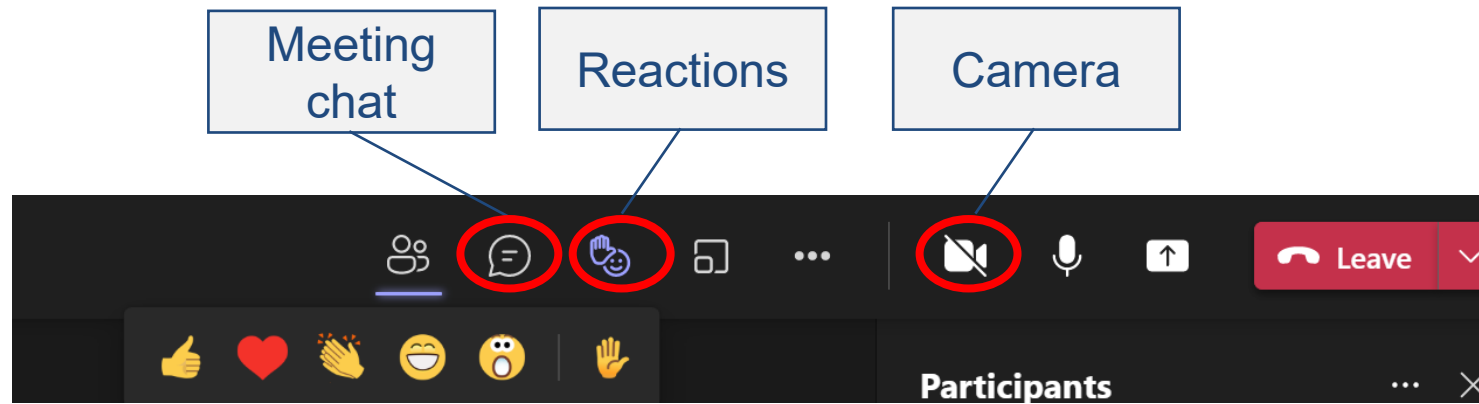 Meeting
chat
Reactions
Camera
Leave
Participants